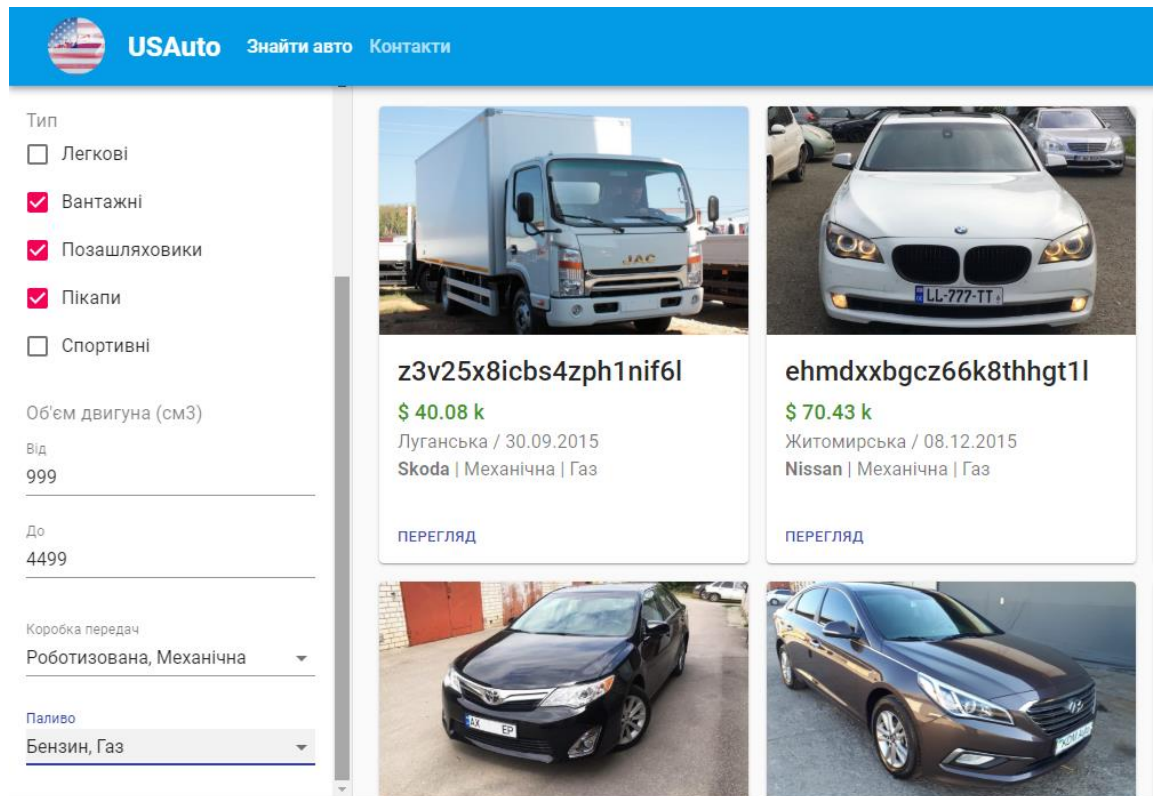 USAuto Знайти авто Контакти
Тип
Легкові
Вантажні
Позашляховики
Пікапи
Спортивні
Об'єм двигуна (см3)
Від
999
До
4499
Коробка передач
Роботизована, Механічна
Паливо
Бензин, Газ
JAC
z3v25x8icbs4zph1nif6l
$ 40.08 k
Луганська / 30.09.2015
Skoda | Механічна | Газ
ПЕРЕГЛЯД
LL-777-TT
ehmdxxbgcz66k8thhgt1l
$ 70.43 k
Житомирська / 08.12.2015
Nissan | Механічна | Газ
ПЕРЕГЛЯД
AX EP